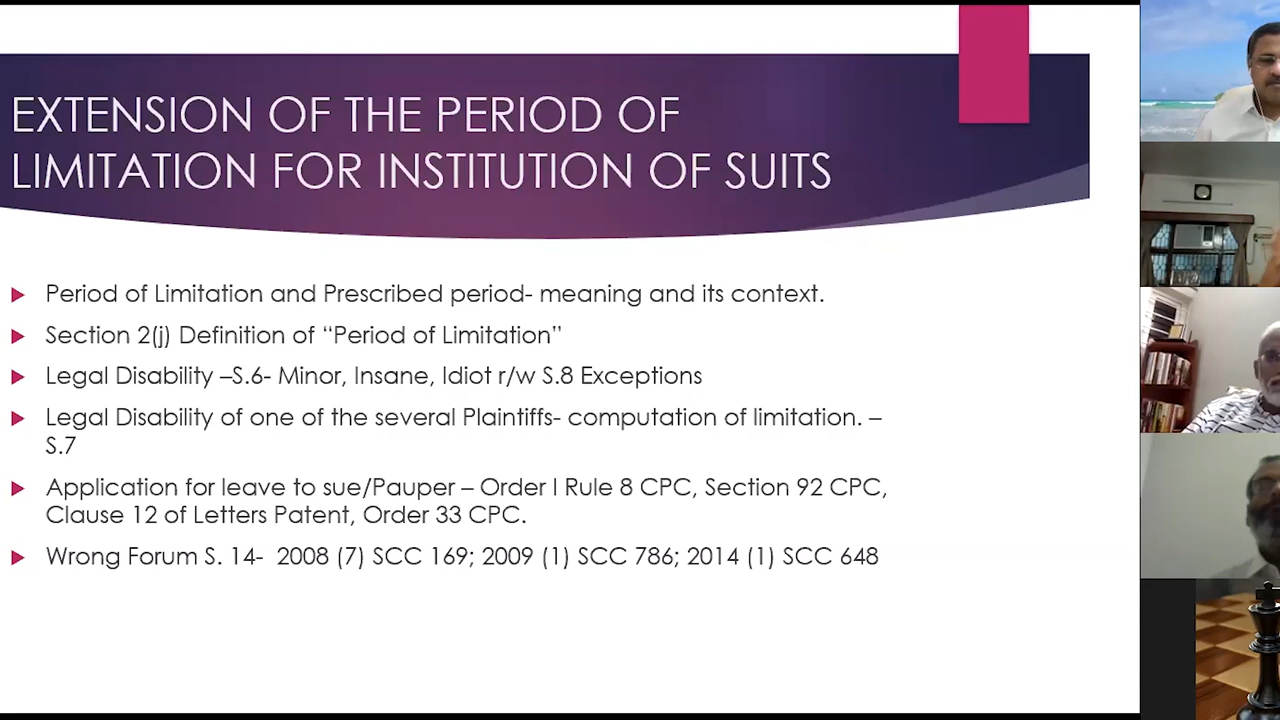 EXTENSION OF THE PERIOD OF
LIMITATION FOR INSTITUTION OF SUITS
Period of Limitation and Prescribed period- meaning and its context.
Section 2(j) Definition of “Period of Limitation”
Legal Disability –S.6- Minor, Insane, Idiot r/w S.8 Exceptions
Legal Disability of one of the several Plaintiffs- computation of limitation. –
S.7
Application for leave to sue/Pauper – Order I Rule 8 CPC, Section 92 CPC,
Clause 12 of Letters Patent, Order 33 CPC.
Wrong Forum S. 14-  2008 (7) SCC 169; 2009 (1) SCC 786; 2014 (1) SCC 648